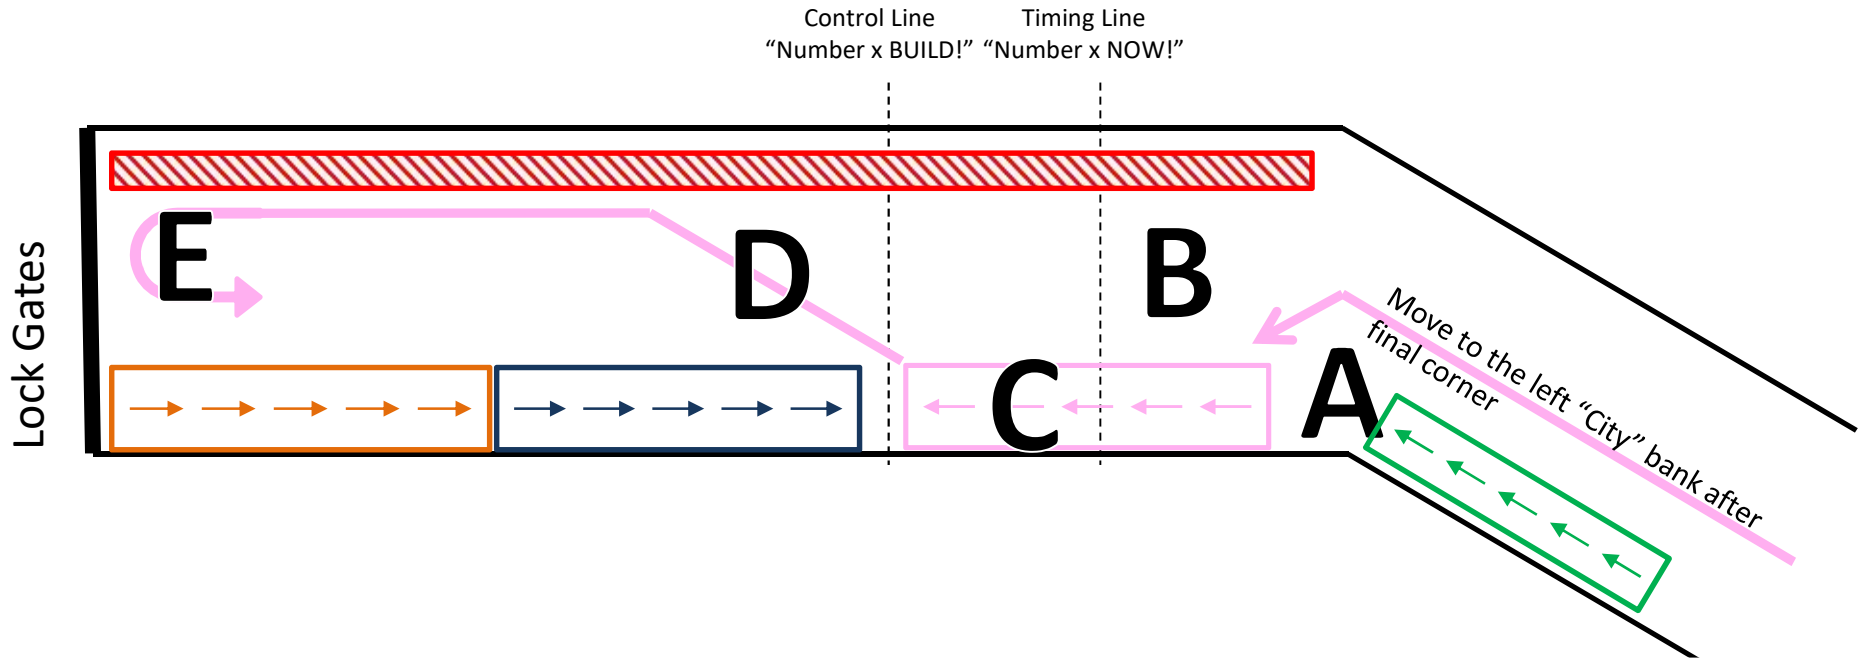 Control Line
“Number x BUILD!”
Timing Line
“Number x NOW!”
Lock Gates
E
D
B
C
A
Move to the left “City” bank after
final corner